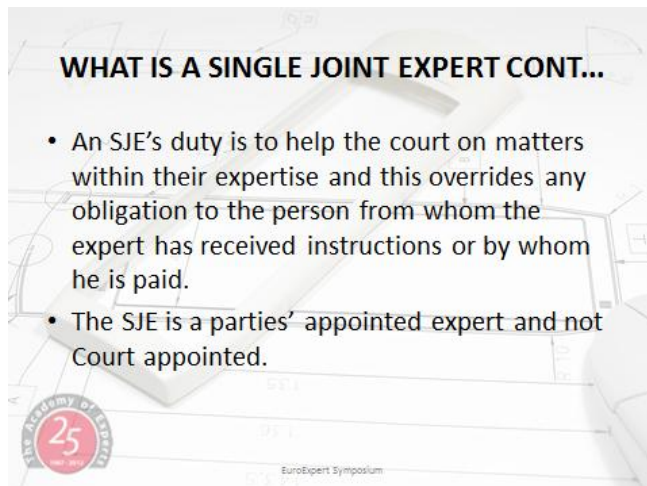 WHAT IS A SINGLE JOINT EXPERT CONT...
• An SJE's duty is to help the court on matters
within their expertise and this overrides any
obligation to the person from whom the
expert has received instructions or by whom
he is paid.
• The SJE is a parties' appointed expert and not
Court appointed.
The Academy of Experts
25
1987-2012
EuroExpert Symposium